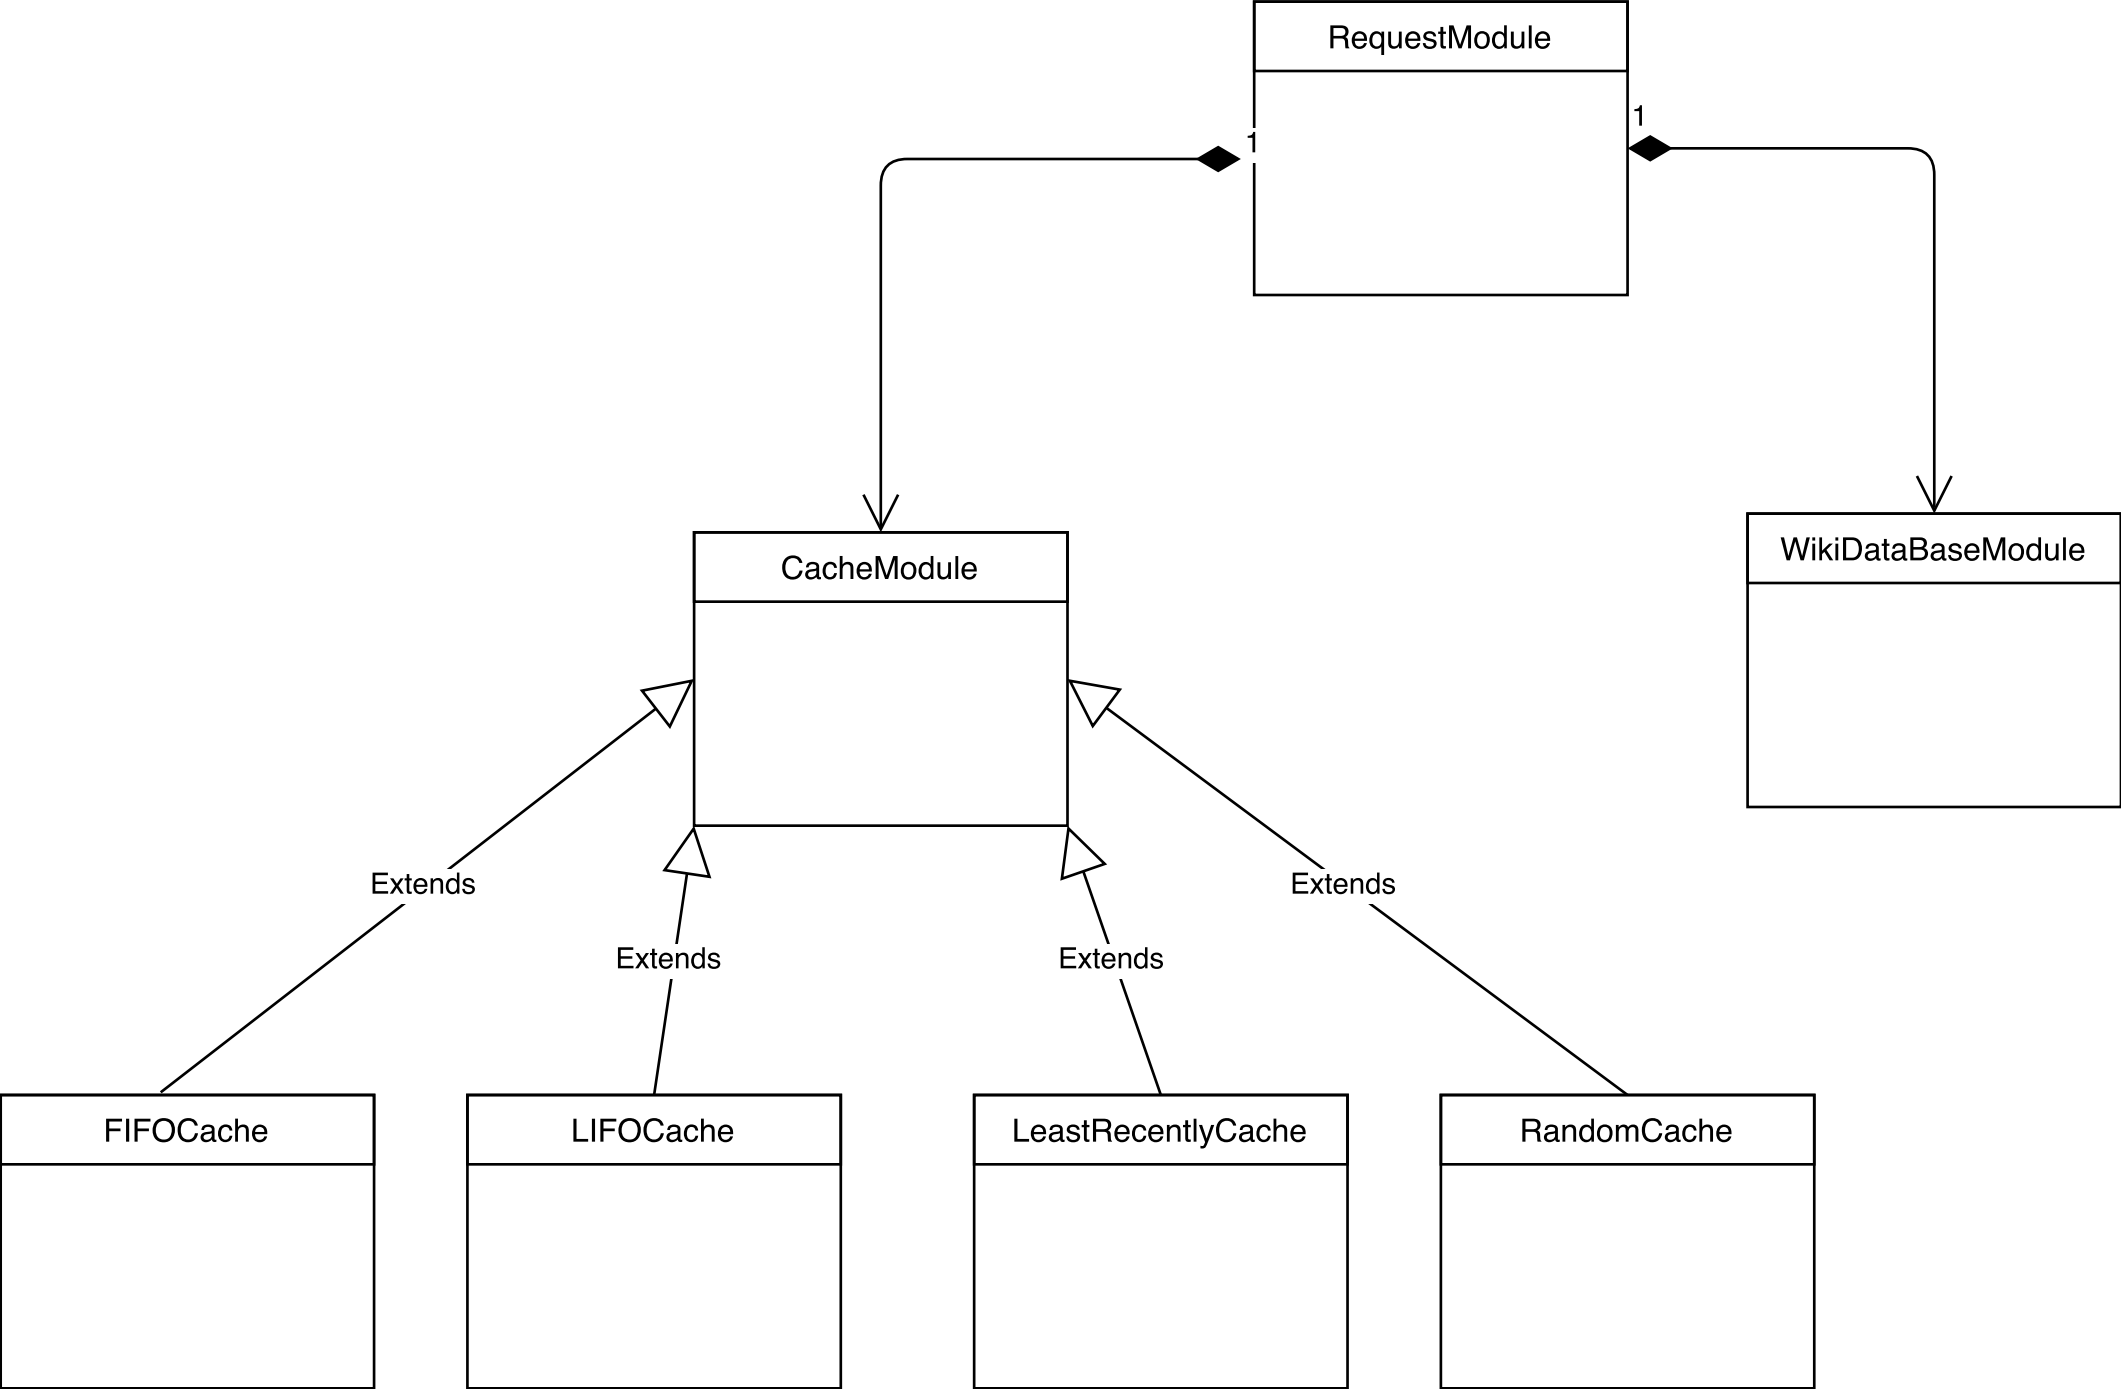 RequestModule
1
1
WikiDataBaseModule
CacheModule
Extends
Extends
Extends
Extends
FIFOCache
LIFOCache
LeastRecentlyCache
RandomCache